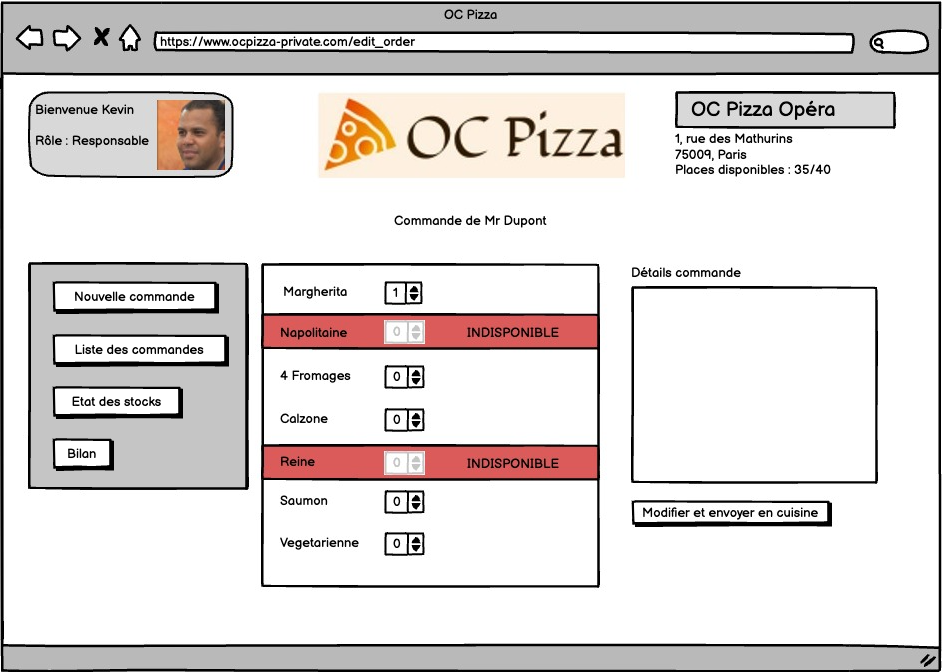 OC Pizza
https://www.ocpizza-private.com/edit_order
Bienvenue Kevin
Rôle : Responsable
OC Pizza
OC Pizza Opéra
1, rue des Mathurins
75009, Paris
Places disponibles : 35/40
Commande de Mr Dupont
Nouvelle commande
Liste des commandes
Etat des stocks
Bilan
Margherita 1
Napolitaine 0 INDISPONIBLE
4 Fromages 0
Calzone 0
Reine 0 INDISPONIBLE
Saumon 0
Vegetarienne 0
Détails commande
Modifier et envoyer en cuisine